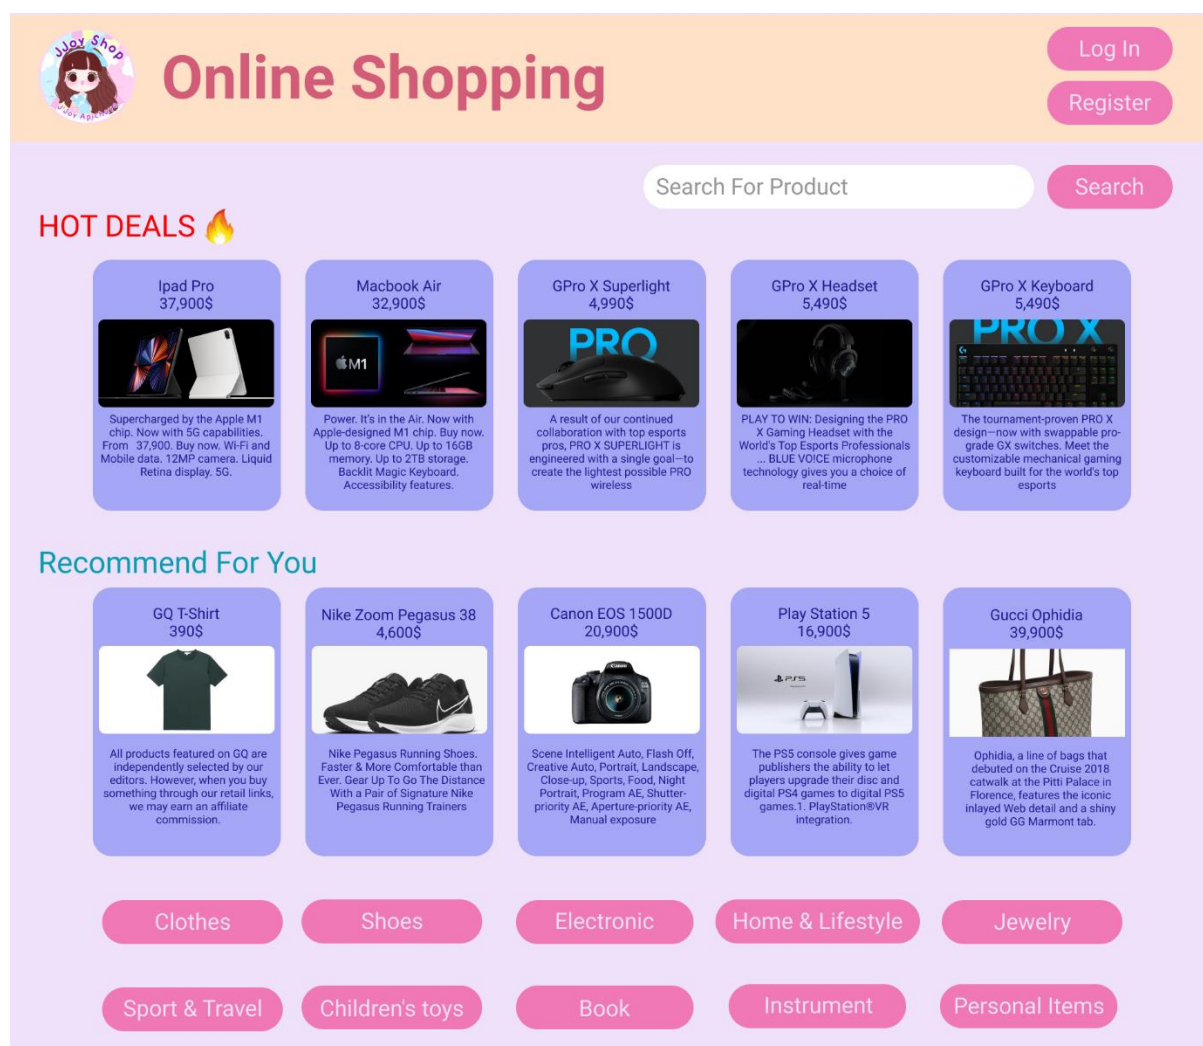 JJoy Shop
Online Shopping
Log In
Register
Search For Product
Search
HOT DEALS 🔥
Ipad Pro
37,900$
Supercharged by the Apple M1
chip. Now with 5G capabilities.
From 37,900. Buy now. Wi-Fi and
Mobile data. 12MP camera. Liquid
Retina display. 5G.
Macbook Air
32,900$
M1
Power. It's in the Air. Now with
Apple-designed M1 chip. Buy now.
Up to 8-core CPU. Up to 16GB
memory. Up to 2TB storage.
Backlit Magic Keyboard.
Accessibility features.
GPro X Superlight
4,990$
PRO
A result of our continued
collaboration with top esports
pros, PRO X SUPERLIGHT is
engineered with a single goal—to
create the lightest possible PRO
wireless
GPro X Headset
5,490$
PLAY TO WIN: Designing the PRO
X Gaming Headset with the
World's Top Esports Professionals
... BLUE VO!CE microphone
technology gives you a choice of
real-time
GPro X Keyboard
5,490$
PRO X
The tournament-proven PRO X
design—now with swappable pro-
grade GX switches. Meet the
customizable mechanical gaming
keyboard built for the world's top
esports
Recommend For You
GQ T-Shirt
390$
All products featured on GQ are
independently selected by our
editors. However, when you buy
something through our retail links,
we may earn an affiliate
commission.
Nike Zoom Pegasus 38
4,600$
Nike Pegasus Running Shoes.
Faster & More Comfortable than
Ever. Gear Up To Go The Distance
With a Pair of Signature Nike
Pegasus Running Trainers
Canon EOS 1500D
20,900$
Canon
Scene Intelligent Auto, Flash Off,
Creative Auto, Portrait, Landscape,
Close-up, Sports, Food, Night
Portrait, Program AE, Shutter-
priority AE, Aperture-priority AE,
Manual exposure
Play Station 5
16,900$
PS5
The PS5 console gives game
publishers the ability to let
players upgrade their disc and
digital PS4 games to digital PS5
games.1. PlayStation®VR
integration.
Gucci Ophidia
39,900$
Ophidia, a line of bags that
debuted on the Cruise 2018
catwalk at the Pitti Palace in
Florence, features the iconic
inlayed Web detail and a shiny
gold GG Marmont tab.
Clothes
Shoes
Electronic
Home & Lifestyle
Jewelry
Sport & Travel
Children's toys
Book
Instrument
Personal Items